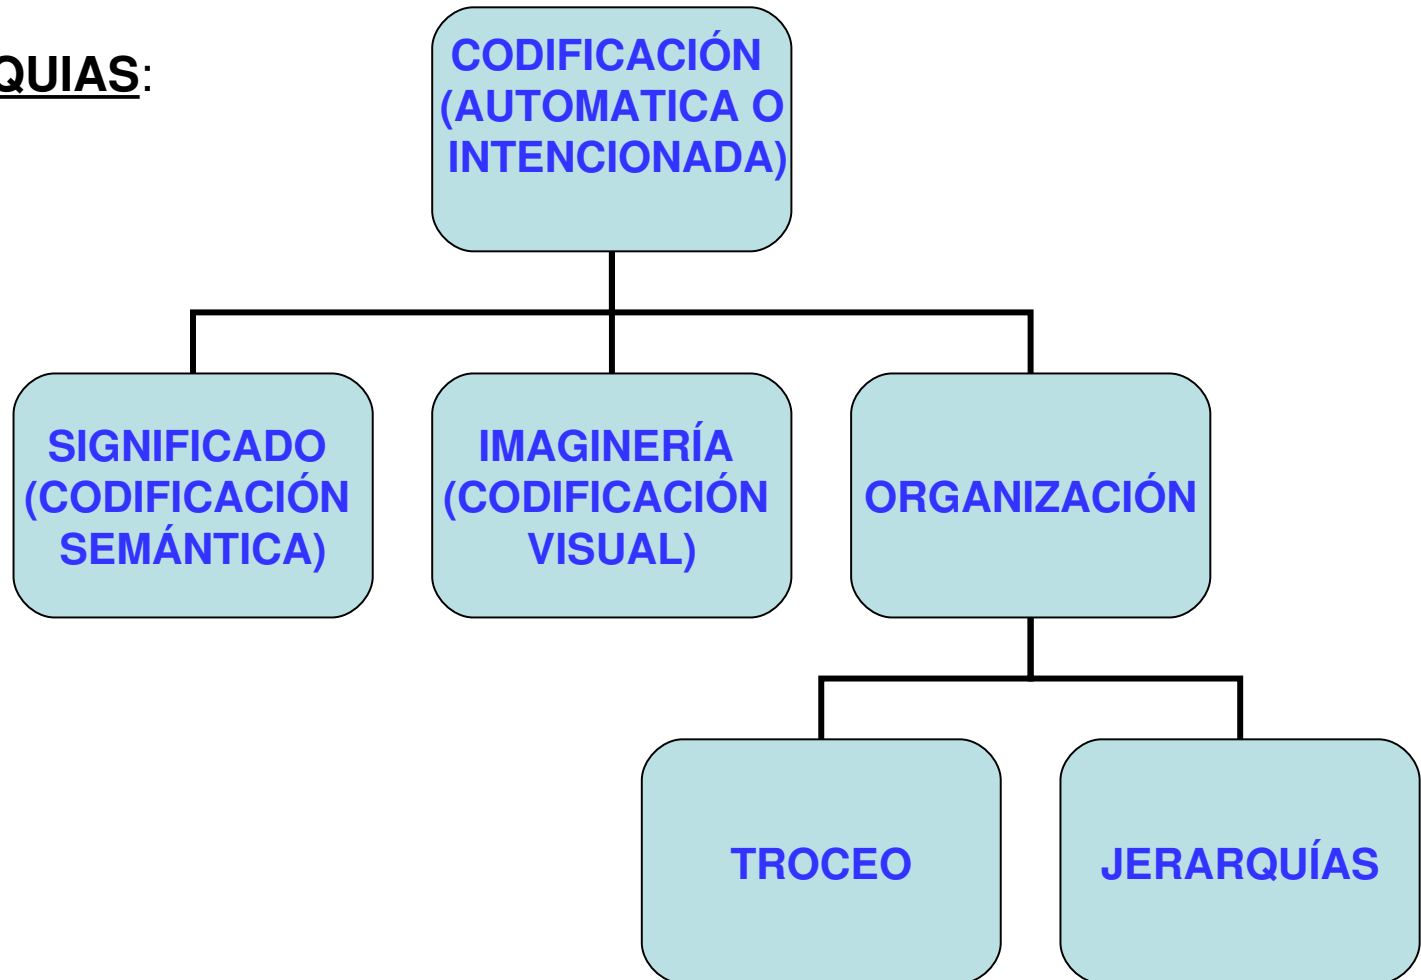 QUIAS:
CODIFICACIÓN
(AUTOMATICA O
INTENCIONADA)
SIGNIFICADO
(CODIFICACIÓN
SEMÁNTICA)
IMAGINERÍA
(CODIFICACIÓN
VISUAL)
ORGANIZACIÓN
TROCEO
JERARQUÍAS